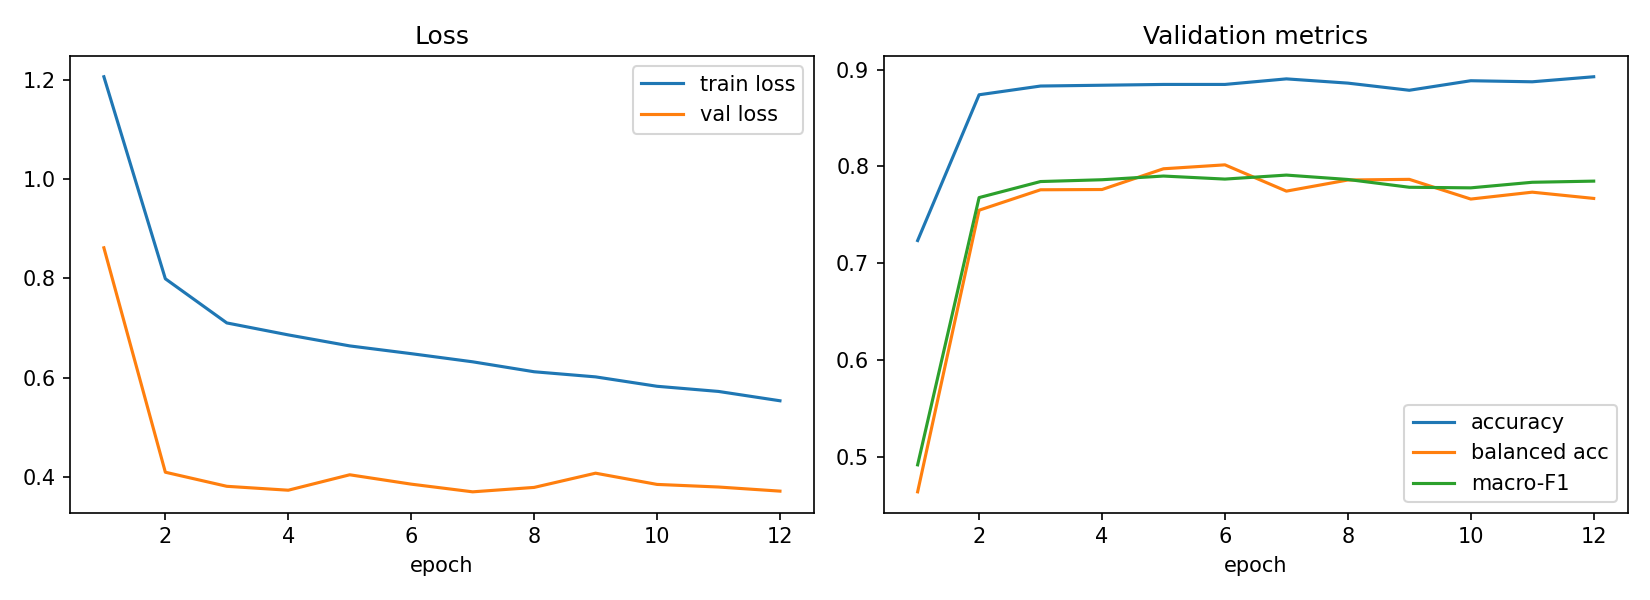 Loss
1.2
1.0
0.8
0.6
0.4
2 4 6 8 10 12
epoch
train loss
val loss
Validation metrics
0.9
0.8
0.7
0.6
0.5
2 4 6 8 10 12
epoch
accuracy
balanced acc
macro-F1